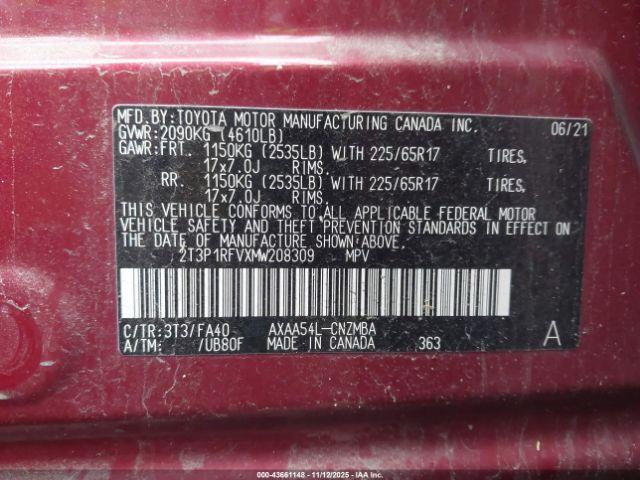 MFD.BY:TOYOTA MOTOR MANUFACTURING CANADA INC. 06/21
GVWR:2090KG (4610LB)
GAWR:FRT. 1150KG (2535LB) WITH 225/65R17 TIRES,
17x7.0J RIMS.
RR. 1150KG (2535LB) WITH 225/65R17 TIRES,
17x7.0J RIMS.
THIS VEHICLE CONFORMS TO ALL APPLICABLE FEDERAL MOTOR
VEHICLE SAFETY AND THEFT PREVENTION STANDARDS IN EFFECT ON
THE DATE OF MANUFACTURE SHOWN ABOVE.
2T3P1RFVXMW208309 MPV
C/TR:3T3/FA40 AXAA54L-CNZMBA A
A/TM: /UB80F MADE IN CANADA 363
000-43661148 - 11/12/2025 - IAA Inc.